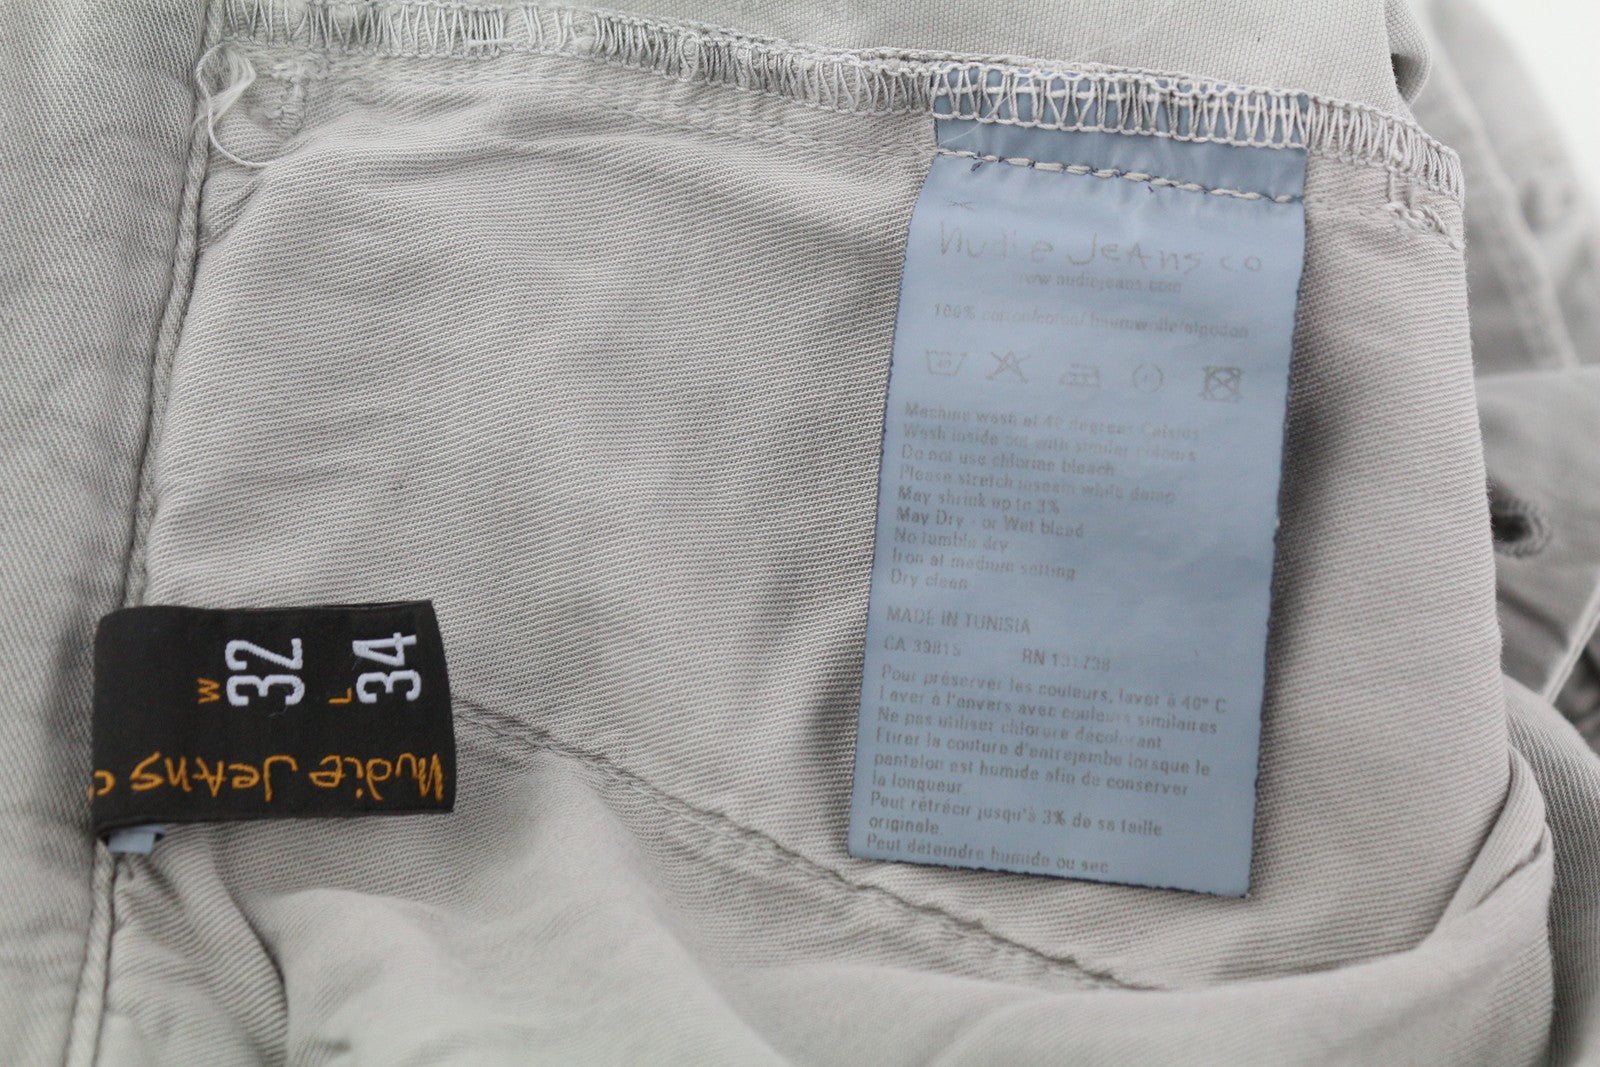 Nudie Jeans co
www.nudiejeans.com
100% cotton/coton/baumwolle/algodon
Machine wash at 40 degrees Celsius
Wash inside out with similar colours
Do not use chlorine bleach
Please stretch inseam while damp
May shrink up to 3%
May Dry - or Wet bleed
No tumble dry
Iron at medium setting
Dry clean
MADE IN TUNISIA
CA 39815 RN 131738
Pour préserver les couleurs, laver à 40° C
Laver à l'envers avec couleurs similaires
Ne pas utiliser chlorure décolorant
Etirer la couture d'entrejambe lorsque le
pantalon est humide afin de conserver
la longueur
Peut rétrécir jusqu'à 3% de sa taille
originale.
Peut déteindre humide ou sec
W 32
L 34
Nudie Jeans c